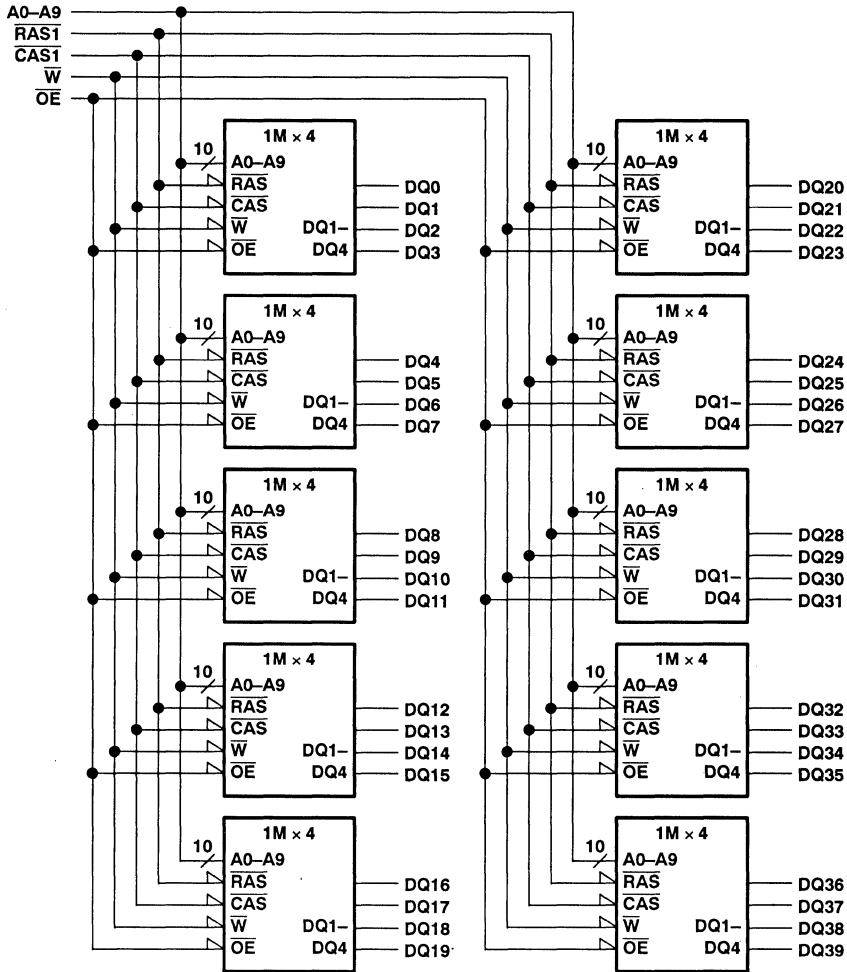 A0–A9
RAS1
CAS1
W
OE
1M × 4
10 A0–A9
RAS DQ0
CAS DQ1
W DQ1– DQ2
OE DQ4 DQ3
1M × 4
10 A0–A9
RAS DQ4
CAS DQ5
W DQ1– DQ6
OE DQ4 DQ7
1M × 4
10 A0–A9
RAS DQ8
CAS DQ9
W DQ1– DQ10
OE DQ4 DQ11
1M × 4
10 A0–A9
RAS DQ12
CAS DQ13
W DQ1– DQ14
OE DQ4 DQ15
1M × 4
10 A0–A9
RAS DQ16
CAS DQ17
W DQ1– DQ18
OE DQ4 DQ19
1M × 4
10 A0–A9
RAS DQ20
CAS DQ21
W DQ1– DQ22
OE DQ4 DQ23
1M × 4
10 A0–A9
RAS DQ24
CAS DQ25
W DQ1– DQ26
OE DQ4 DQ27
1M × 4
10 A0–A9
RAS DQ28
CAS DQ29
W DQ1– DQ30
OE DQ4 DQ31
1M × 4
10 A0–A9
RAS DQ32
CAS DQ33
W DQ1– DQ34
OE DQ4 DQ35
1M × 4
10 A0–A9
RAS DQ36
CAS DQ37
W DQ1– DQ38
OE DQ4 DQ39